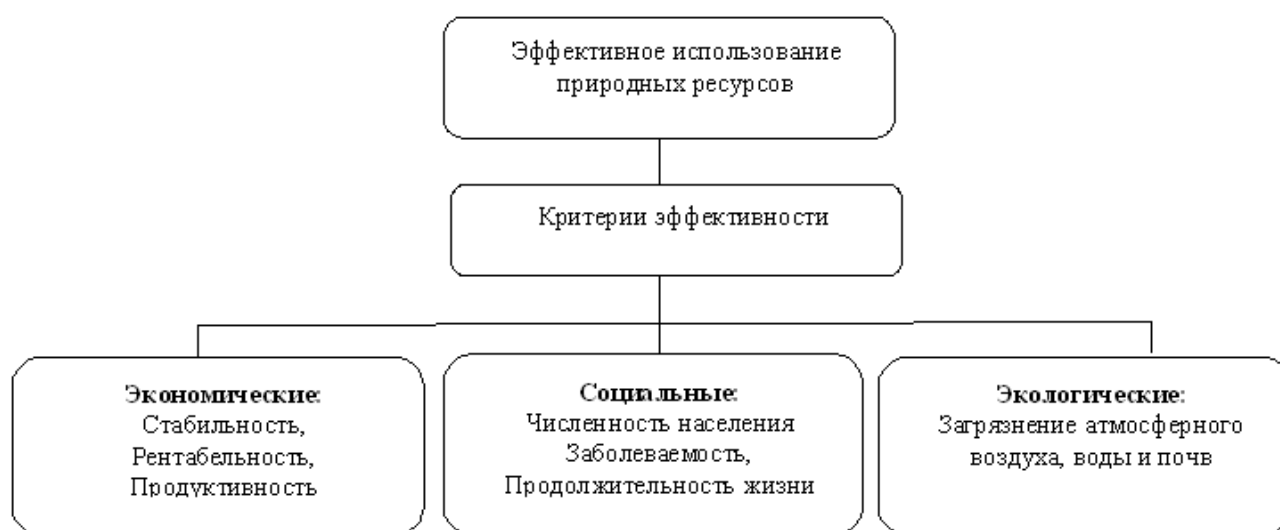 Эффективное использование
природных ресурсов
Критерии эффективности
Экономические:
Стабильность,
Рентабельность,
Продуктивность
Социальные:
Численность населения
Заболеваемость,
Продолжительность жизни
Экологические:
Загрязнение атмосферного
воздуха, воды и почв